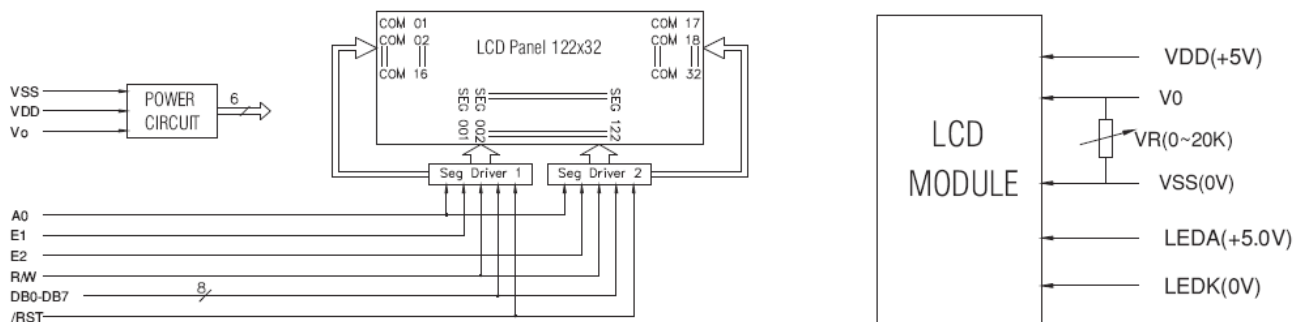 COM 01
COM 02
COM 16
LCD Panel 122x32
COM 17
COM 18
COM 32
SEG 001
SEG 002
SEG 122
VSS
VDD
Vo
POWER
CIRCUIT
6
Seg Driver 1
Seg Driver 2
A0
E1
E2
R/W
DB0-DB7
8
/RST
LCD
MODULE
VDD(+5V)
V0
VR(0~20K)
VSS(0V)
LEDA(+5.0V)
LEDK(0V)